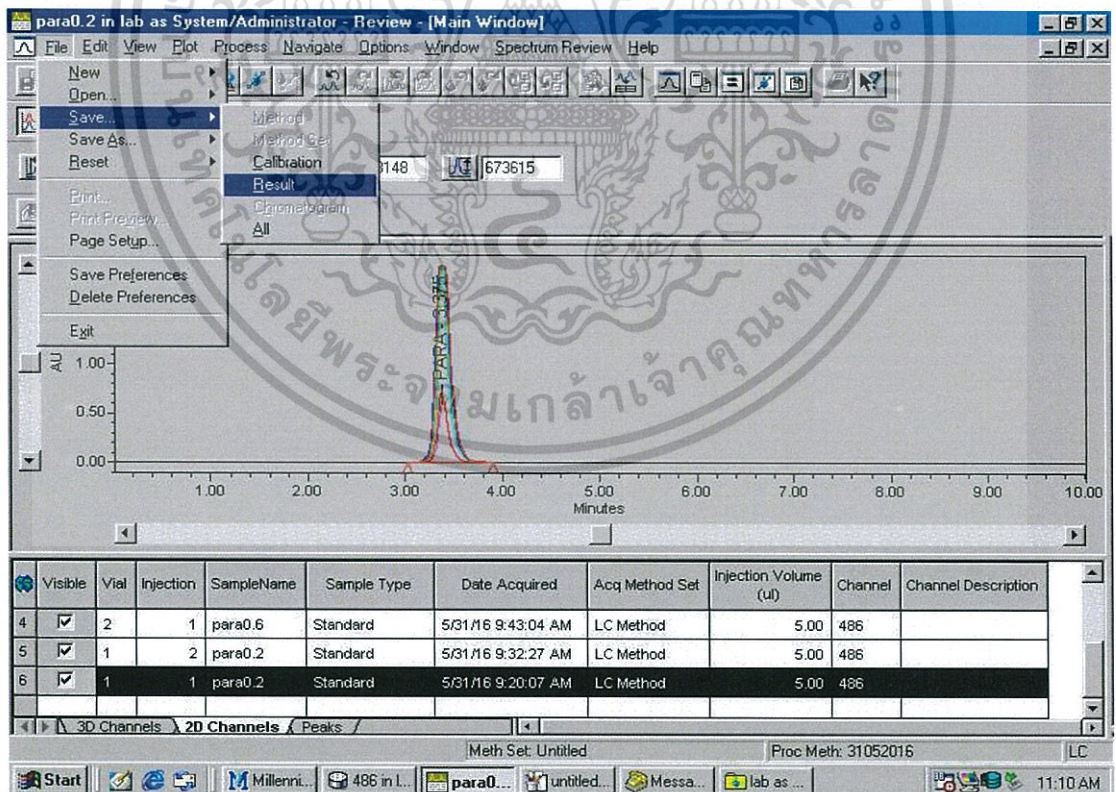 para0.2 in lab as System/Administrator - Review - [Main Window]
File Edit View Plot Process Navigate Options Window Spectrum Review Help
New
Open...
Save...
Save As...
Reset
Print...
Print Preview...
Page Setup...
Save Preferences
Delete Preferences
Exit
Method
Method Set
Calibration
Result
Chromatogram
All
3148 673615
AU
1.00
0.50
0.00
PARA - 3.375
1.00 2.00 3.00 4.00 5.00 6.00 7.00 8.00 9.00 10.00
Minutes
Visible Vial Injection SampleName Sample Type Date Acquired Acq Method Set Injection Volume (ul) Channel Channel Description
4 2 1 para0.6 Standard 5/31/16 9:43:04 AM LC Method 5.00 486
5 1 2 para0.2 Standard 5/31/16 9:32:27 AM LC Method 5.00 486
6 1 1 para0.2 Standard 5/31/16 9:20:07 AM LC Method 5.00 486
3D Channels 2D Channels Peaks
Meth Set: Untitled Proc Meth: 31052016 LC
Start Millenni... 486 in l... para0... untitled... Messa... lab as ... 11:10 AM